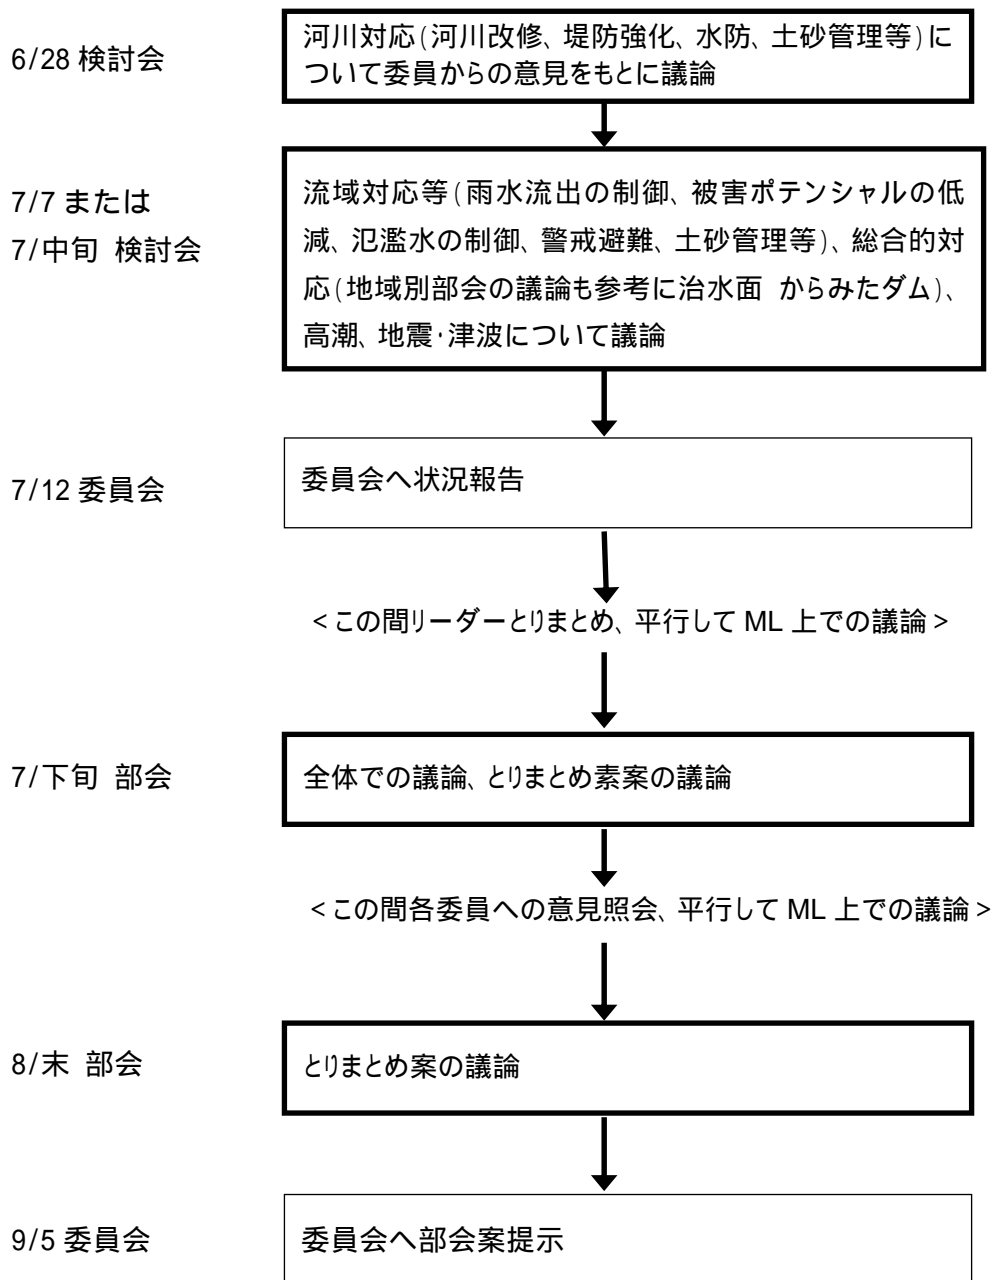 6/28 検討会
河川対応(河川改修、堤防強化、水防、土砂管理等)に
ついて委員からの意見をもとに議論
7/7 または
7/中旬 検討会
流域対応等(雨水流出の制御、被害ポテンシャルの低
減、氾濫水の制御、警戒避難、土砂管理等)、総合的対
応(地域別部会の議論も参考に治水面 からみたダム)、
高潮、地震・津波について議論
7/12 委員会
委員会へ状況報告
<この間リーダーとりまとめ、平行して ML 上での議論>
7/下旬 部会
全体での議論、とりまとめ素案の議論
<この間各委員への意見照会、平行して ML 上での議論>
8/末 部会
とりまとめ案の議論
9/5 委員会
委員会へ部会案提示